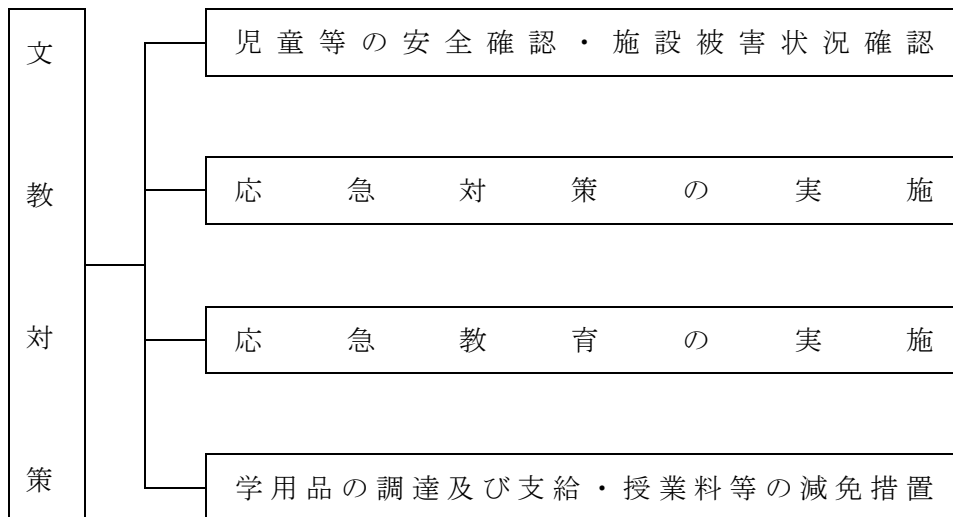 文教対策
児童等の安全確認・施設被害状況確認
応急対策の実施
応急教育の実施
学用品の調達及び支給・授業料等の減免措置